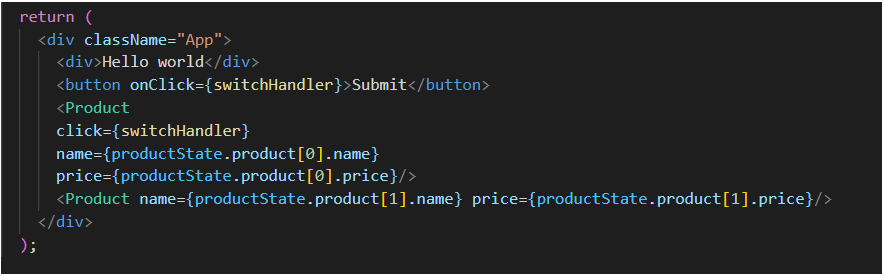 return (
<div className="App">
<div>Hello world</div>
<button onClick={switchHandler}>Submit</button>
<Product
click={switchHandler}
name={productState.product[0].name}
price={productState.product[0].price}/>
<Product name={productState.product[1].name} price={productState.product[1].price}/>
</div>
);